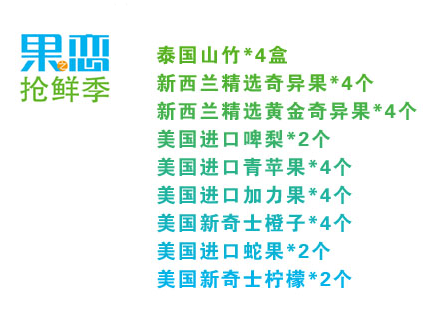 果之恋
抢鲜季
泰国山竹*4盒
新西兰精选奇异果*4个
新西兰精选黄金奇异果*4个
美国进口啤梨*2个
美国进口青苹果*4个
美国进口加力果*4个
美国新奇士橙子*4个
美国进口蛇果*2个
美国新奇士柠檬*2个